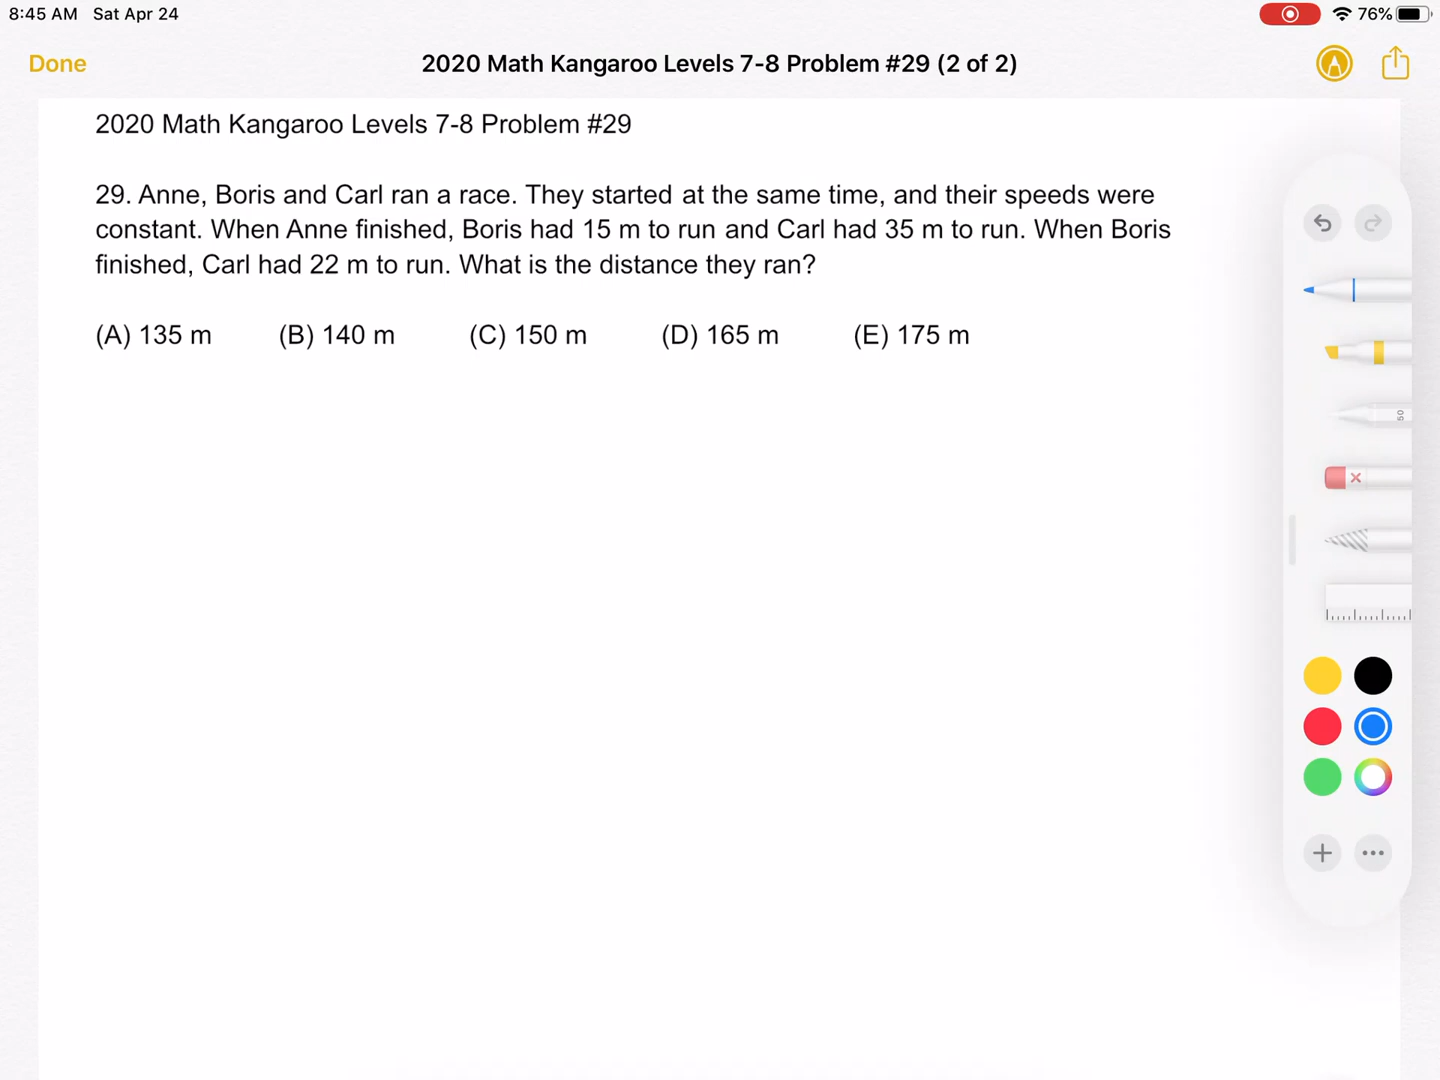 8:45 AM Sat Apr 24
76%
Done
2020 Math Kangaroo Levels 7-8 Problem #29 (2 of 2)
2020 Math Kangaroo Levels 7-8 Problem #29
29. Anne, Boris and Carl ran a race. They started at the same time, and their speeds were
constant. When Anne finished, Boris had 15 m to run and Carl had 35 m to run. When Boris
finished, Carl had 22 m to run. What is the distance they ran?
(A) 135 m (B) 140 m (C) 150 m (D) 165 m (E) 175 m
50